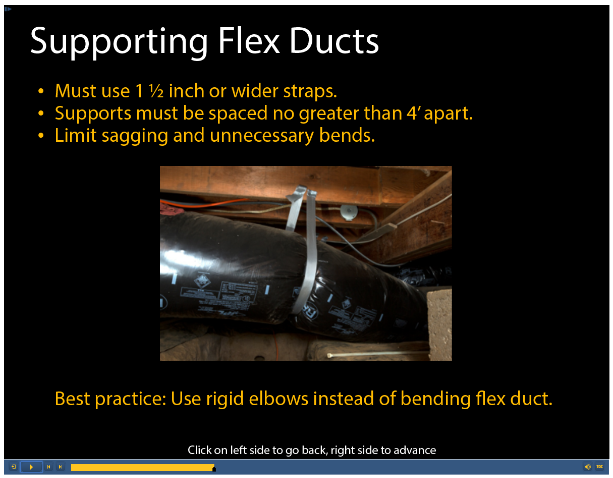 Supporting Flex Ducts
• Must use 1 ½ inch or wider straps.
• Supports must be spaced no greater than 4’ apart.
• Limit sagging and unnecessary bends.
Best practice: Use rigid elbows instead of bending flex duct.
Click on left side to go back, right side to advance